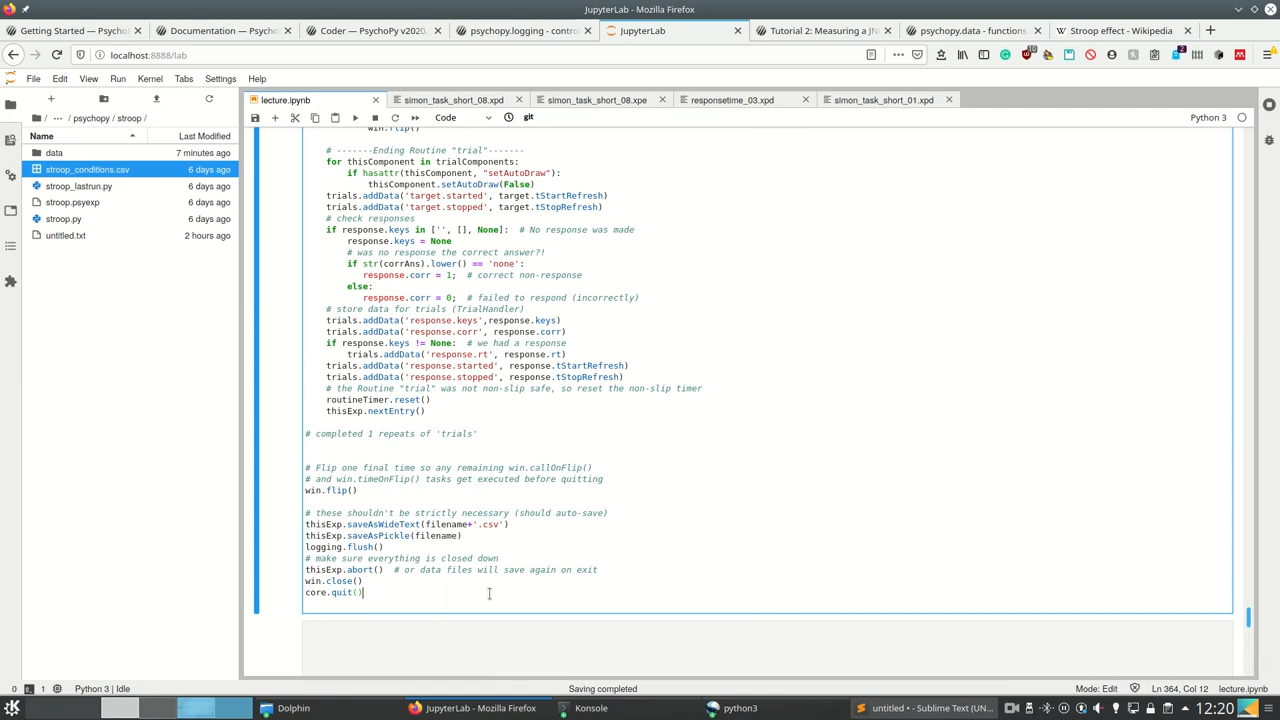 JupyterLab - Mozilla Firefox
Getting Started — PsychoP
Documentation — PsychoP
Coder — PsychoPy v2020.
psychopy.logging - contro
JupyterLab
Tutorial 2: Measuring a JN
psychopy.data - functions
Stroop effect - Wikipedia
localhost:8888/lab
File Edit View Run Kernel Tabs Settings Help
lecture.ipynb
simon_task_short_08.xpd
simon_task_short_08.xpe
responsetime_03.xpd
simon_task_short_01.xpd
/ ··· / psychopy / stroop /
Code
git
Python 3
Name Last Modified
data 7 minutes ago
stroop_conditions.csv 6 days ago
stroop_lastrun.py 6 days ago
stroop.psyexp 6 days ago
stroop.py 6 days ago
untitled.txt 2 hours ago
win.flip()
# -------Ending Routine "trial"-------
for thisComponent in trialComponents:
if hasattr(thisComponent, "setAutoDraw"):
thisComponent.setAutoDraw(False)
trials.addData('target.started', target.tStartRefresh)
trials.addData('target.stopped', target.tStopRefresh)
# check responses
if response.keys in ['', [], None]:  # No response was made
response.keys = None
# was no response the correct answer?!
if str(corrAns).lower() == 'none':
response.corr = 1;  # correct non-response
else:
response.corr = 0;  # failed to respond (incorrectly)
# store data for trials (TrialHandler)
trials.addData('response.keys',response.keys)
trials.addData('response.corr', response.corr)
if response.keys != None:  # we had a response
trials.addData('response.rt', response.rt)
trials.addData('response.started', response.tStartRefresh)
trials.addData('response.stopped', response.tStopRefresh)
# the Routine "trial" was not non-slip safe, so reset the non-slip timer
routineTimer.reset()
thisExp.nextEntry()
# completed 1 repeats of 'trials'
# Flip one final time so any remaining win.callOnFlip()
# and win.timeOnFlip() tasks get executed before quitting
win.flip()
# these shouldn't be strictly necessary (should auto-save)
thisExp.saveAsWideText(filename+'.csv')
thisExp.saveAsPickle(filename)
logging.flush()
# make sure everything is closed down
thisExp.abort()  # or data files will save again on exit
win.close()
core.quit()
0 1 Python 3 | Idle
Saving completed
Mode: Edit
Ln 364, Col 12
lecture.ipynb
Dolphin
JupyterLab - Mozilla Firefox
Konsole
python3
untitled • - Sublime Text (UN...
12:20